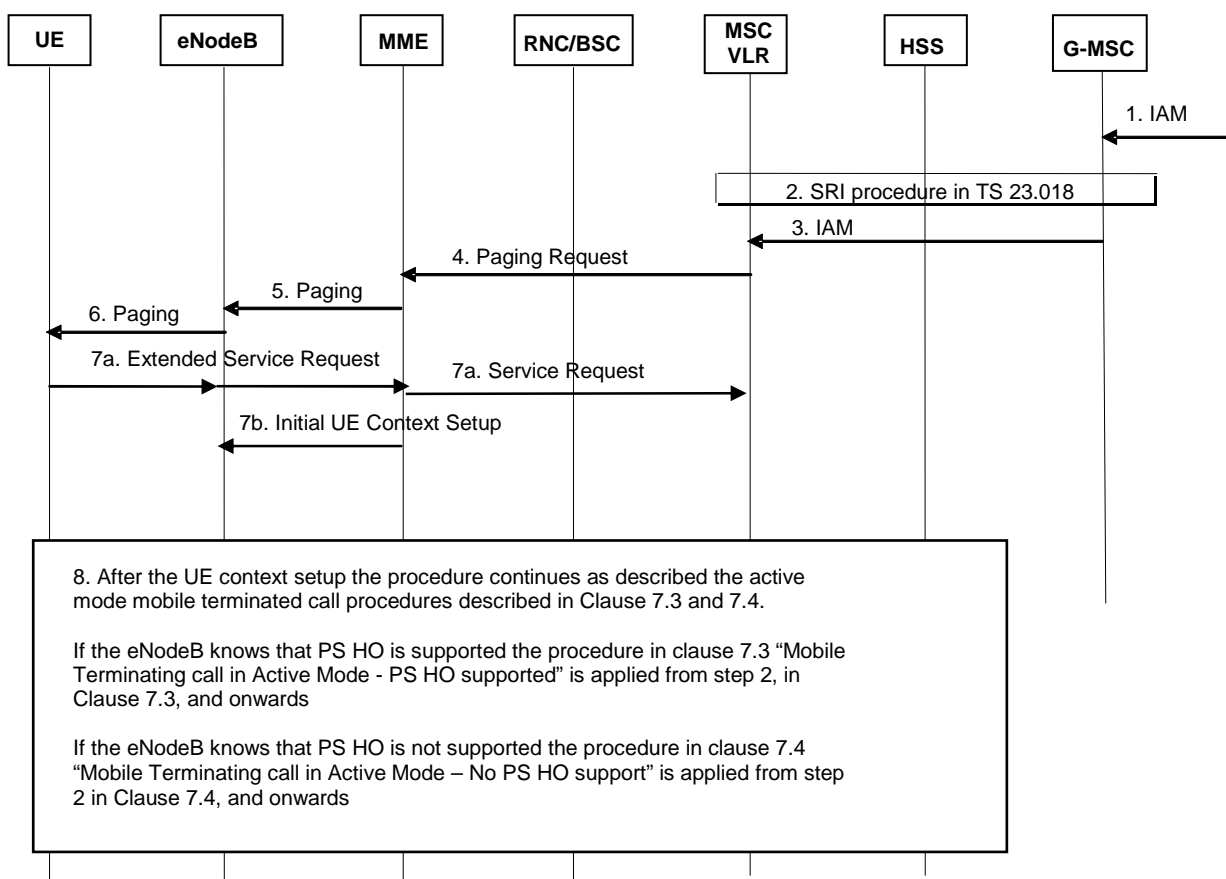 UE
eNodeB
MME
RNC/BSC
MSC
VLR
HSS
G-MSC
1. IAM
2. SRI procedure in TS 23.018
3. IAM
4. Paging Request
5. Paging
6. Paging
7a. Extended Service Request
7a. Service Request
7b. Initial UE Context Setup
8. After the UE context setup the procedure continues as described the active
mode mobile terminated call procedures described in Clause 7.3 and 7.4.
If the eNodeB knows that PS HO is supported the procedure in clause 7.3 “Mobile
Terminating call in Active Mode - PS HO supported” is applied from step 2, in
Clause 7.3, and onwards
If the eNodeB knows that PS HO is not supported the procedure in clause 7.4
“Mobile Terminating call in Active Mode – No PS HO support” is applied from step
2 in Clause 7.4, and onwards